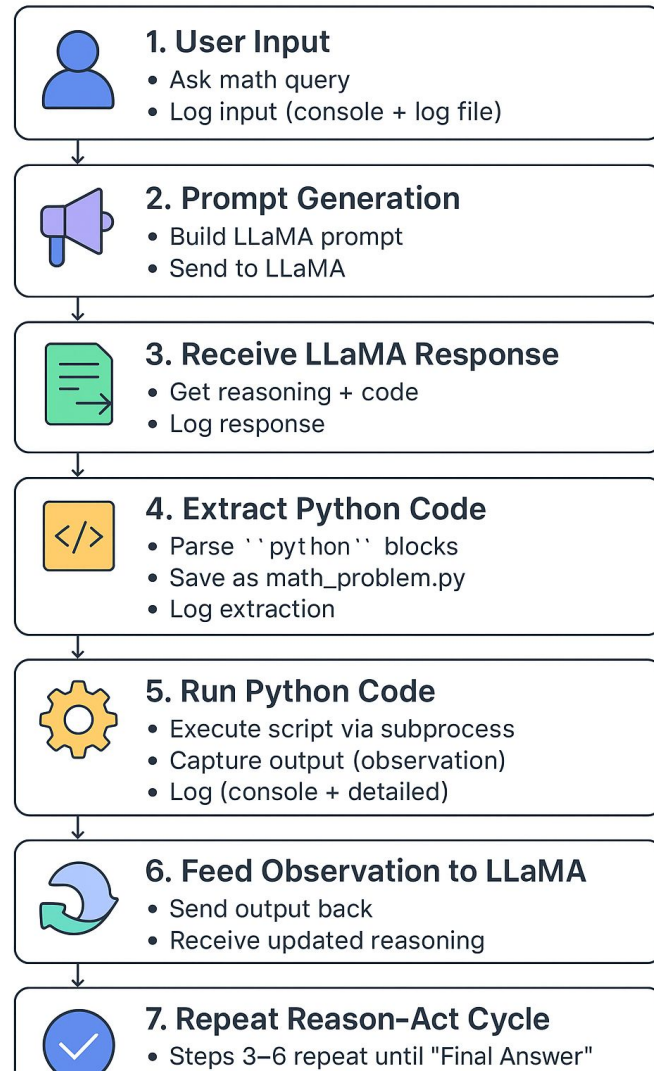 1. User Input
• Ask math query
• Log input (console + log file)
2. Prompt Generation
• Build LLaMA prompt
• Send to LLaMA
3. Receive LLaMA Response
• Get reasoning + code
• Log response
</>
4. Extract Python Code
• Parse ``python`` blocks
• Save as math_problem.py
• Log extraction
5. Run Python Code
• Execute script via subprocess
• Capture output (observation)
• Log (console + detailed)
6. Feed Observation to LLaMA
• Send output back
• Receive updated reasoning
7. Repeat Reason–Act Cycle
• Steps 3–6 repeat until "Final Answer"